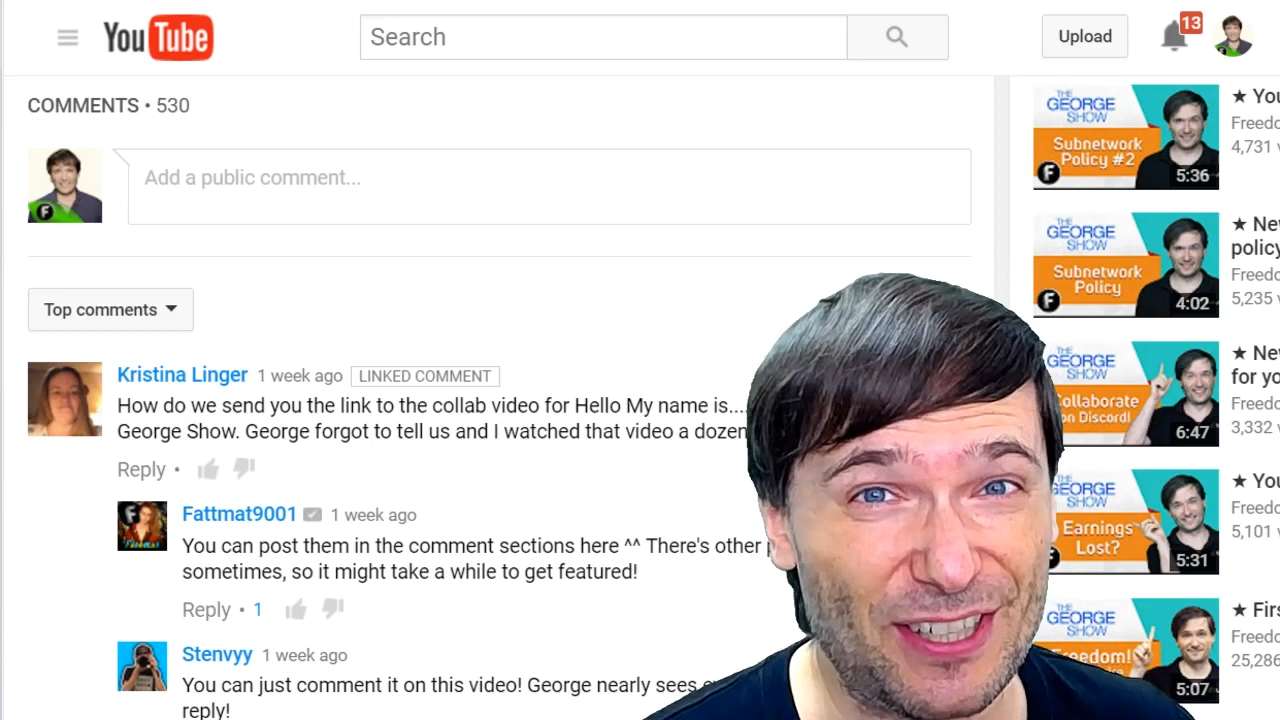 YouTube
Search
Upload
13
COMMENTS • 530
Add a public comment...
Top comments
Kristina Linger 1 week ago LINKED COMMENT
How do we send you the link to the collab video for Hello My name is....
George Show. George forgot to tell us and I watched that video a dozen
Reply •
Fattmat9001 1 week ago
You can post them in the comment sections here ^^ There's other
sometimes, so it might take a while to get featured!
Reply • 1
Stenvyy 1 week ago
You can just comment it on this video! George nearly sees
reply!
THE
GEORGE
SHOW
Subnetwork
Policy #2
F
5:36
★ You
Freedo
4,731 v
THE
GEORGE
SHOW
Subnetwork
Policy
F
4:02
★ New
policy
Freedo
5,235 v
THE
GEORGE
SHOW
Collaborate
on Discord!
6:47
★ New
for yo
Freedo
3,332 v
THE
GEORGE
SHOW
Earnings
Lost?
5:31
★ You
Freedo
5,101 v
THE
GEORGE
SHOW
Freedom!
5:07
★ Firs
Freedo
25,286